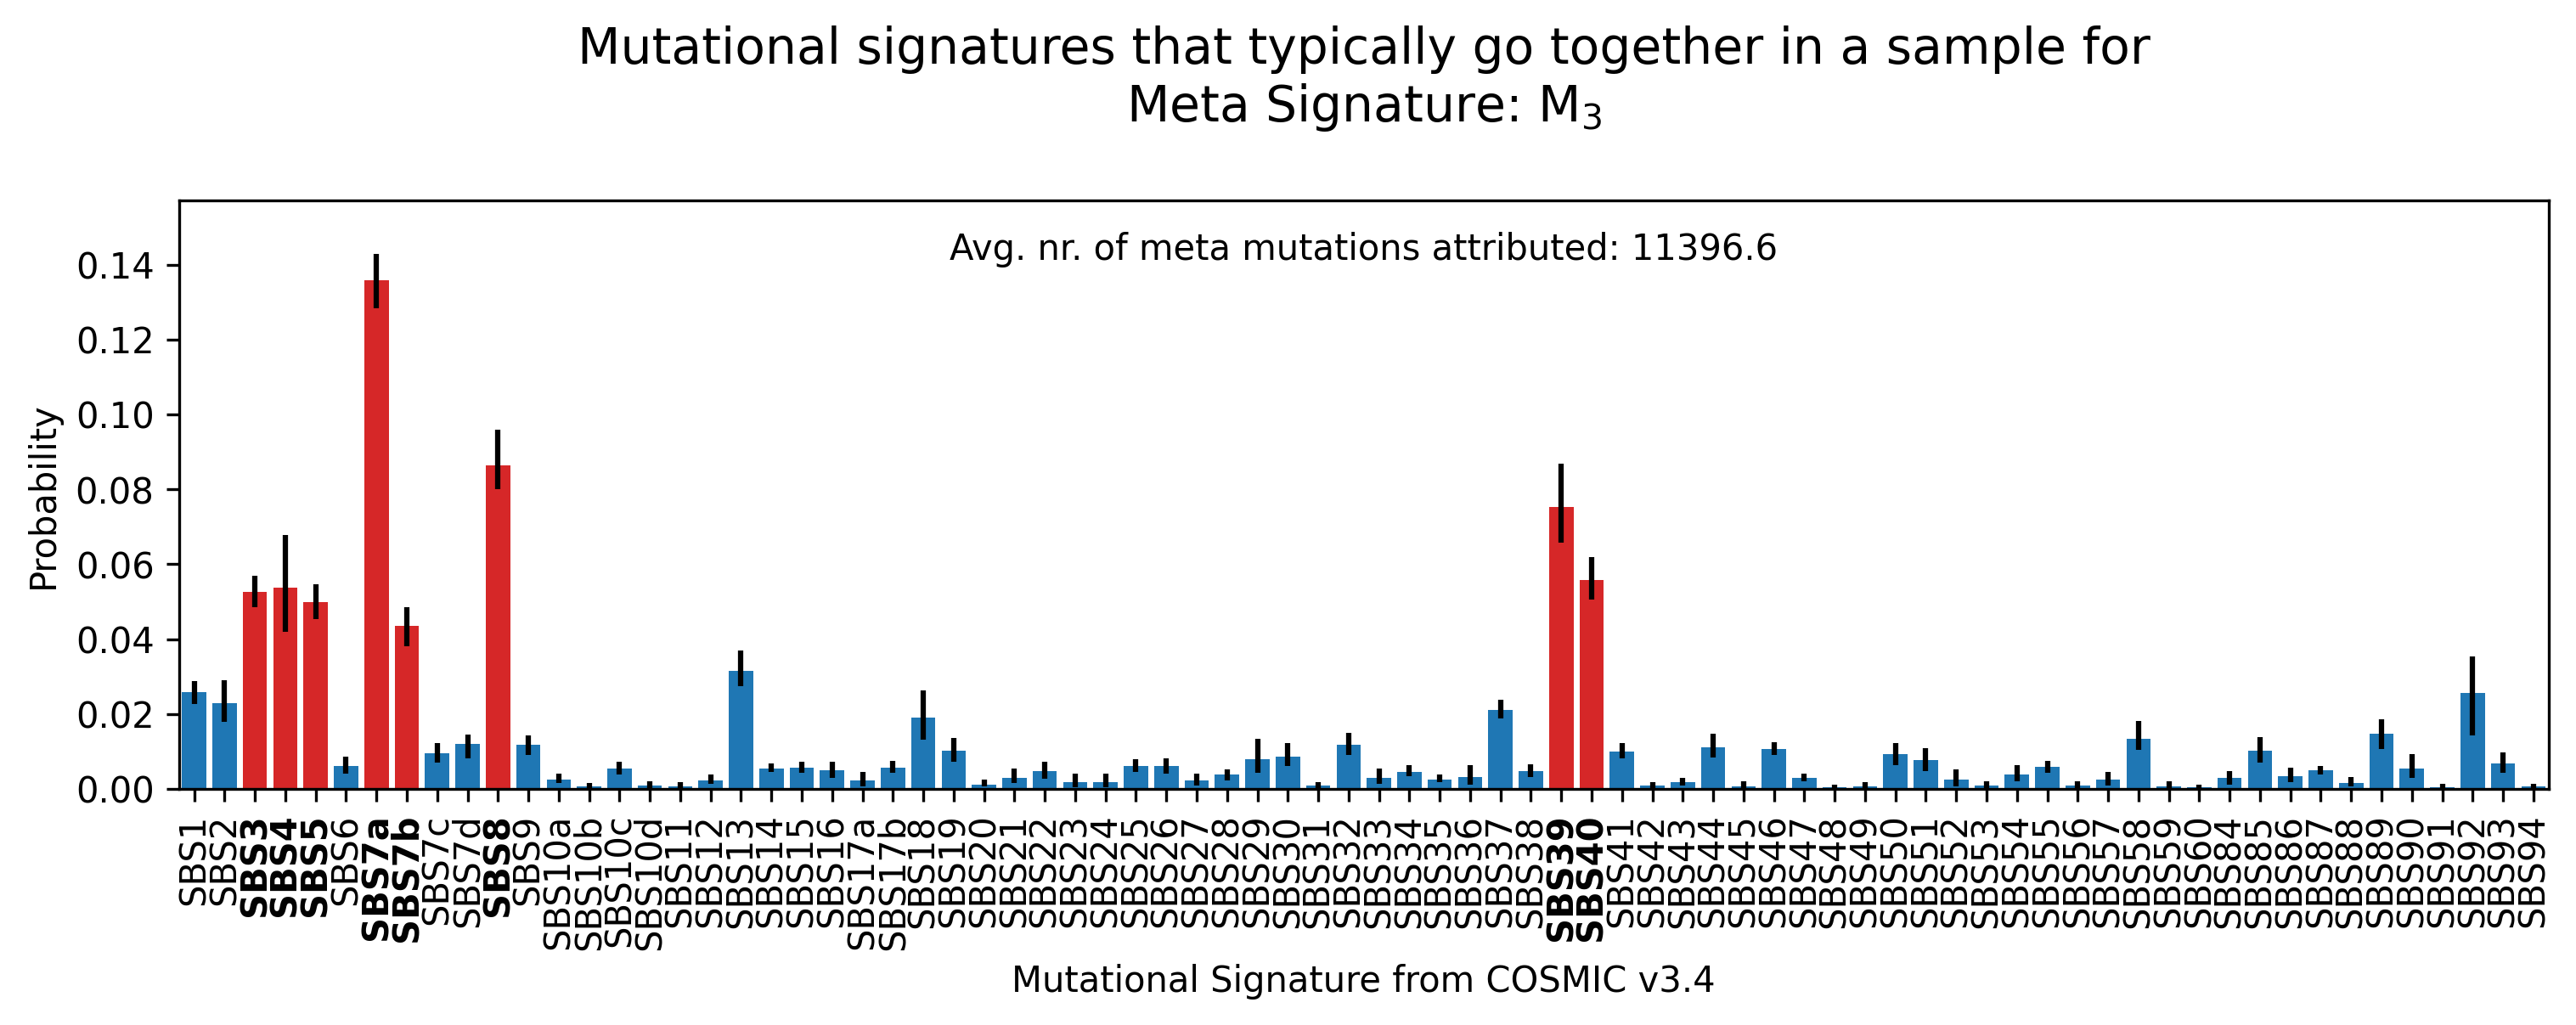 Mutational signatures that typically go together in a sample for
Meta Signature: M₃
Avg. nr. of meta mutations attributed: 11396.6
Probability
0.14
0.12
0.10
0.08
0.06
0.04
0.02
0.00
SBS1
SBS2
SBS3
SBS4
SBS5
SBS6
SBS7a
SBS7b
SBS7c
SBS7d
SBS8
SBS9
SBS10a
SBS10b
SBS10c
SBS10d
SBS11
SBS12
SBS13
SBS14
SBS15
SBS16
SBS17a
SBS17b
SBS18
SBS19
SBS20
SBS21
SBS22
SBS23
SBS24
SBS25
SBS26
SBS27
SBS28
SBS29
SBS30
SBS31
SBS32
SBS33
SBS34
SBS35
SBS36
SBS37
SBS38
SBS39
SBS40
SBS41
SBS42
SBS43
SBS44
SBS45
SBS46
SBS47
SBS48
SBS49
SBS50
SBS51
SBS52
SBS53
SBS54
SBS55
SBS56
SBS57
SBS58
SBS59
SBS60
SBS84
SBS85
SBS86
SBS87
SBS88
SBS89
SBS90
SBS91
SBS92
SBS93
SBS94
Mutational Signature from COSMIC v3.4